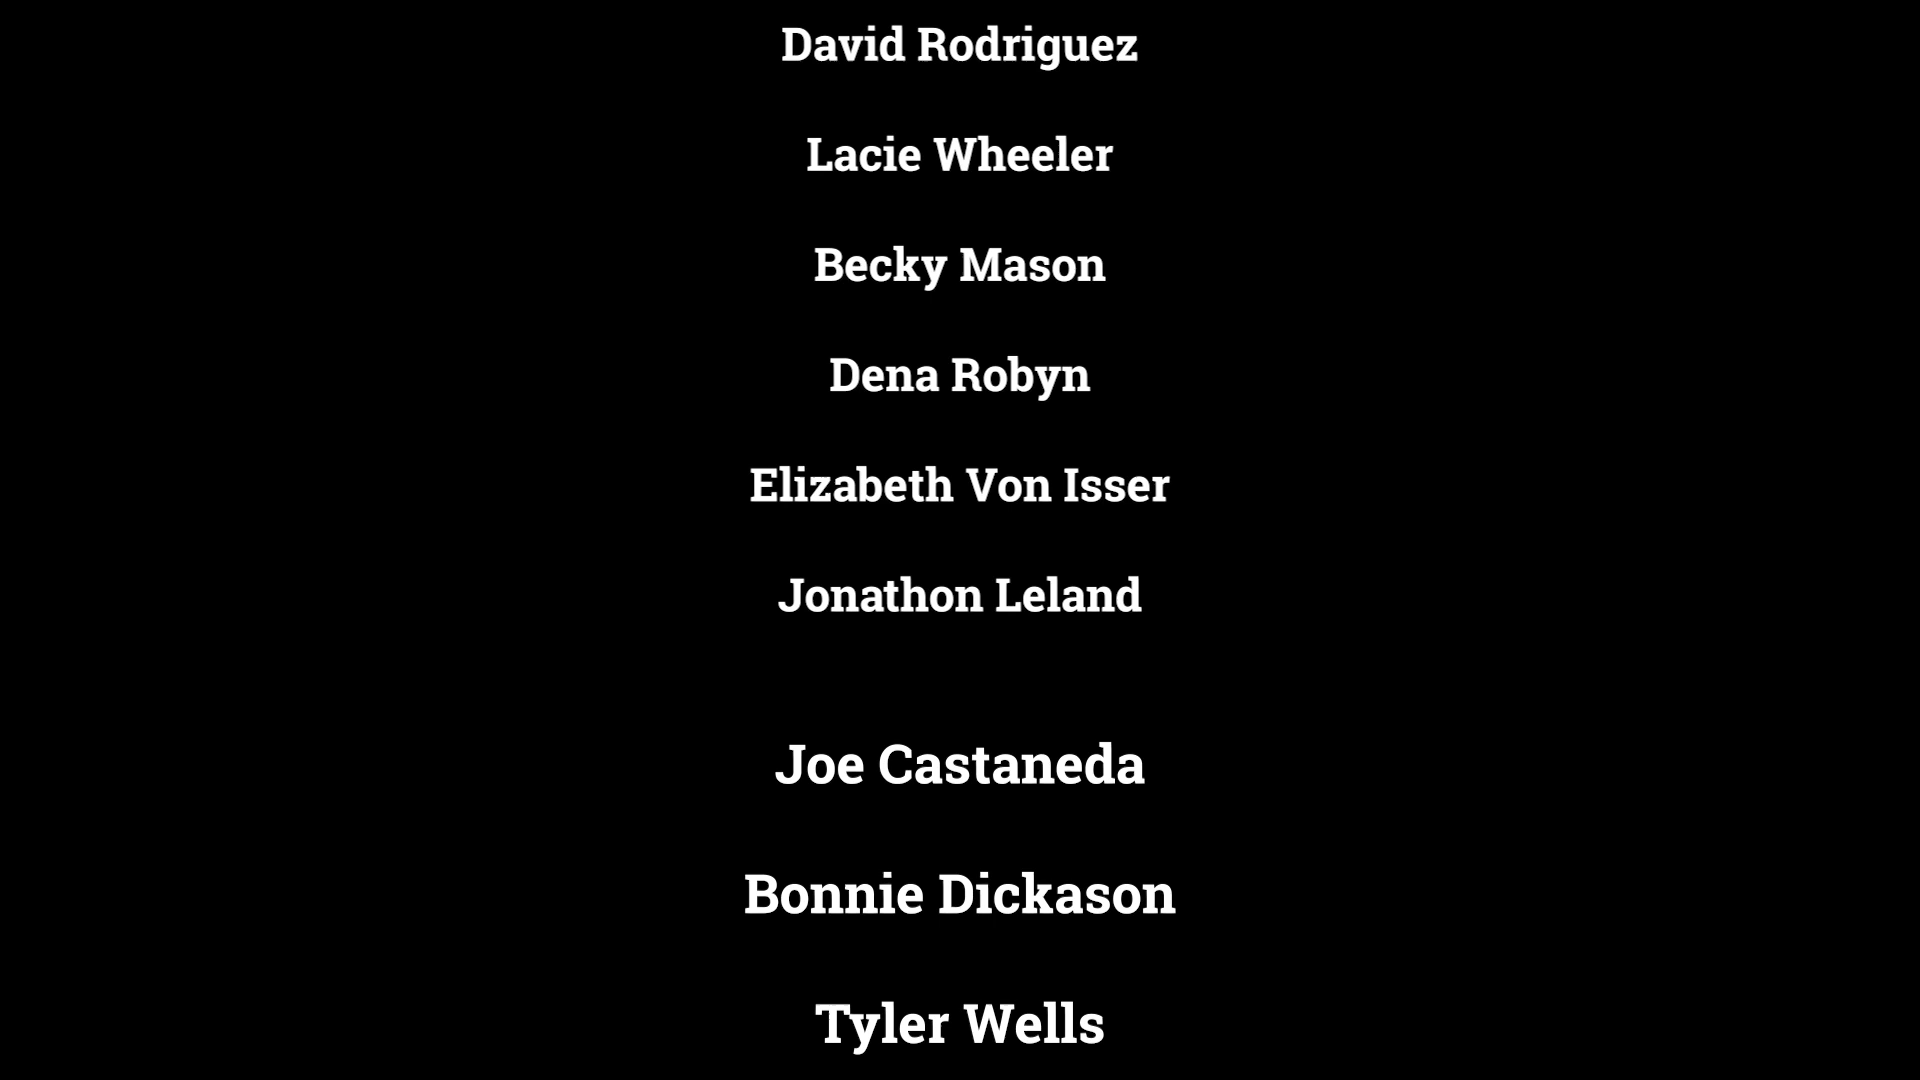 David Rodriguez
Lacie Wheeler
Becky Mason
Dena Robyn
Elizabeth Von Isser
Jonathon Leland
Joe Castaneda
Bonnie Dickason
Tyler Wells